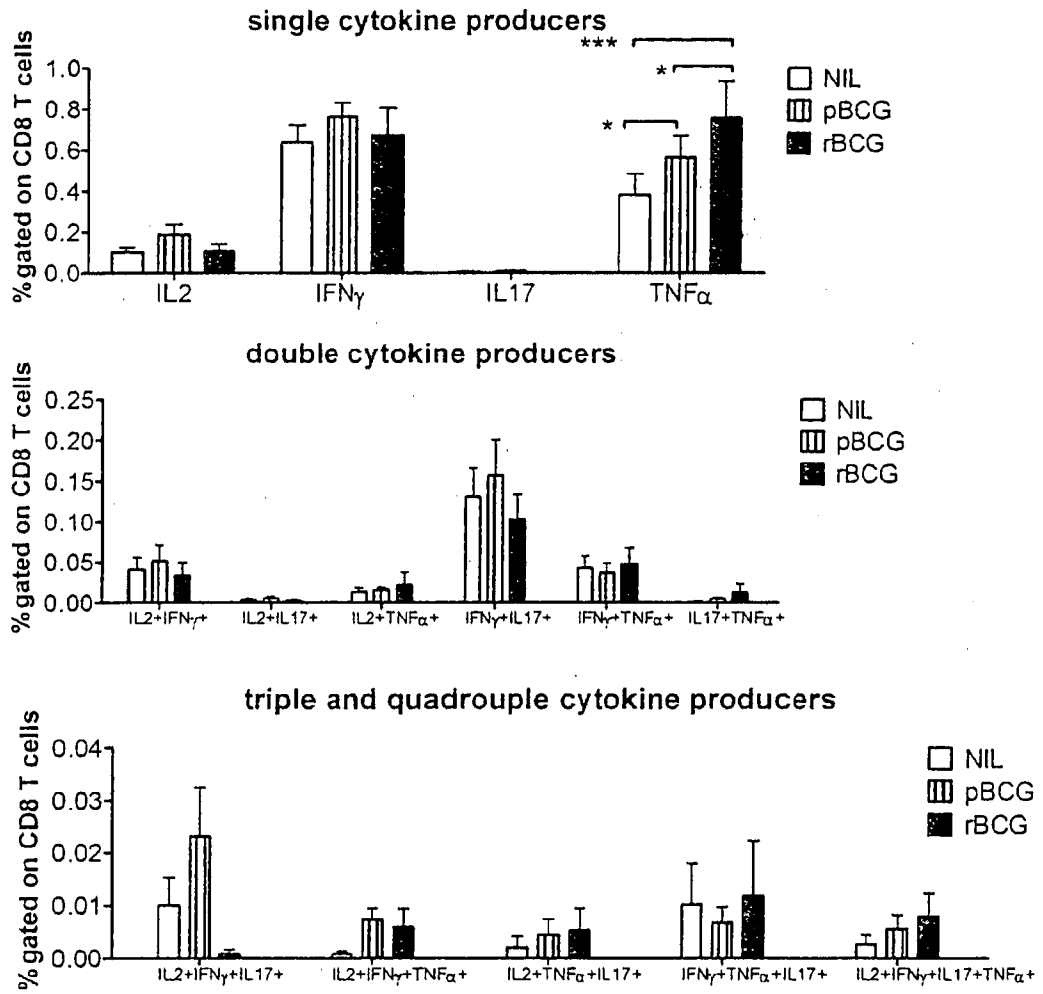 single cytokine producers
***
*
*
% gated on CD8 T cells
1.0
0.8
0.6
0.4
0.2
0.0
IL2 IFNγ IL17 TNFα
NIL
pBCG
rBCG
double cytokine producers
% gated on CD8 T cells
0.25
0.20
0.15
0.10
0.05
0.00
IL2+IFNγ+ IL2+IL17+ IL2+TNFα+ IFNγ+IL17+ IFNγ+TNFα+ IL17+TNFα+
NIL
pBCG
rBCG
triple and quadrouple cytokine producers
% gated on CD8 T cells
0.04
0.03
0.02
0.01
0.00
IL2+IFNγ+IL17+ IL2+IFNγ+TNFα+ IL2+TNFα+IL17+ IFNγ+TNFα+IL17+ IL2+IFNγ+IL17+TNFα+
NIL
pBCG
rBCG